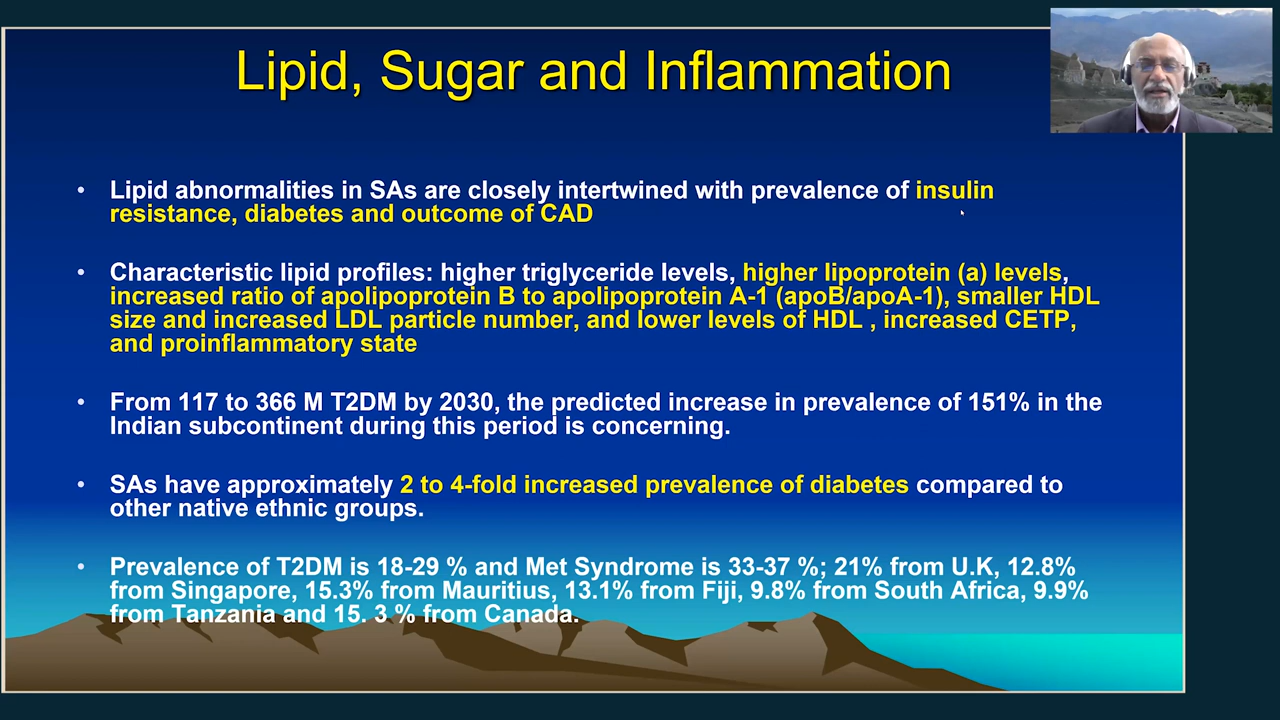 Lipid, Sugar and Inflammation
• Lipid abnormalities in SAs are closely intertwined with prevalence of insulin
resistance, diabetes and outcome of CAD
• Characteristic lipid profiles: higher triglyceride levels, higher lipoprotein (a) levels,
increased ratio of apolipoprotein B to apolipoprotein A-1 (apoB/apoA-1), smaller HDL
size and increased LDL particle number, and lower levels of HDL , increased CETP,
and proinflammatory state
• From 117 to 366 M T2DM by 2030, the predicted increase in prevalence of 151% in the
Indian subcontinent during this period is concerning.
• SAs have approximately 2 to 4-fold increased prevalence of diabetes compared to
other native ethnic groups.
• Prevalence of T2DM is 18-29 % and Met Syndrome is 33-37 %; 21% from U.K, 12.8%
from Singapore, 15.3% from Mauritius, 13.1% from Fiji, 9.8% from South Africa, 9.9%
from Tanzania and 15. 3 % from Canada.